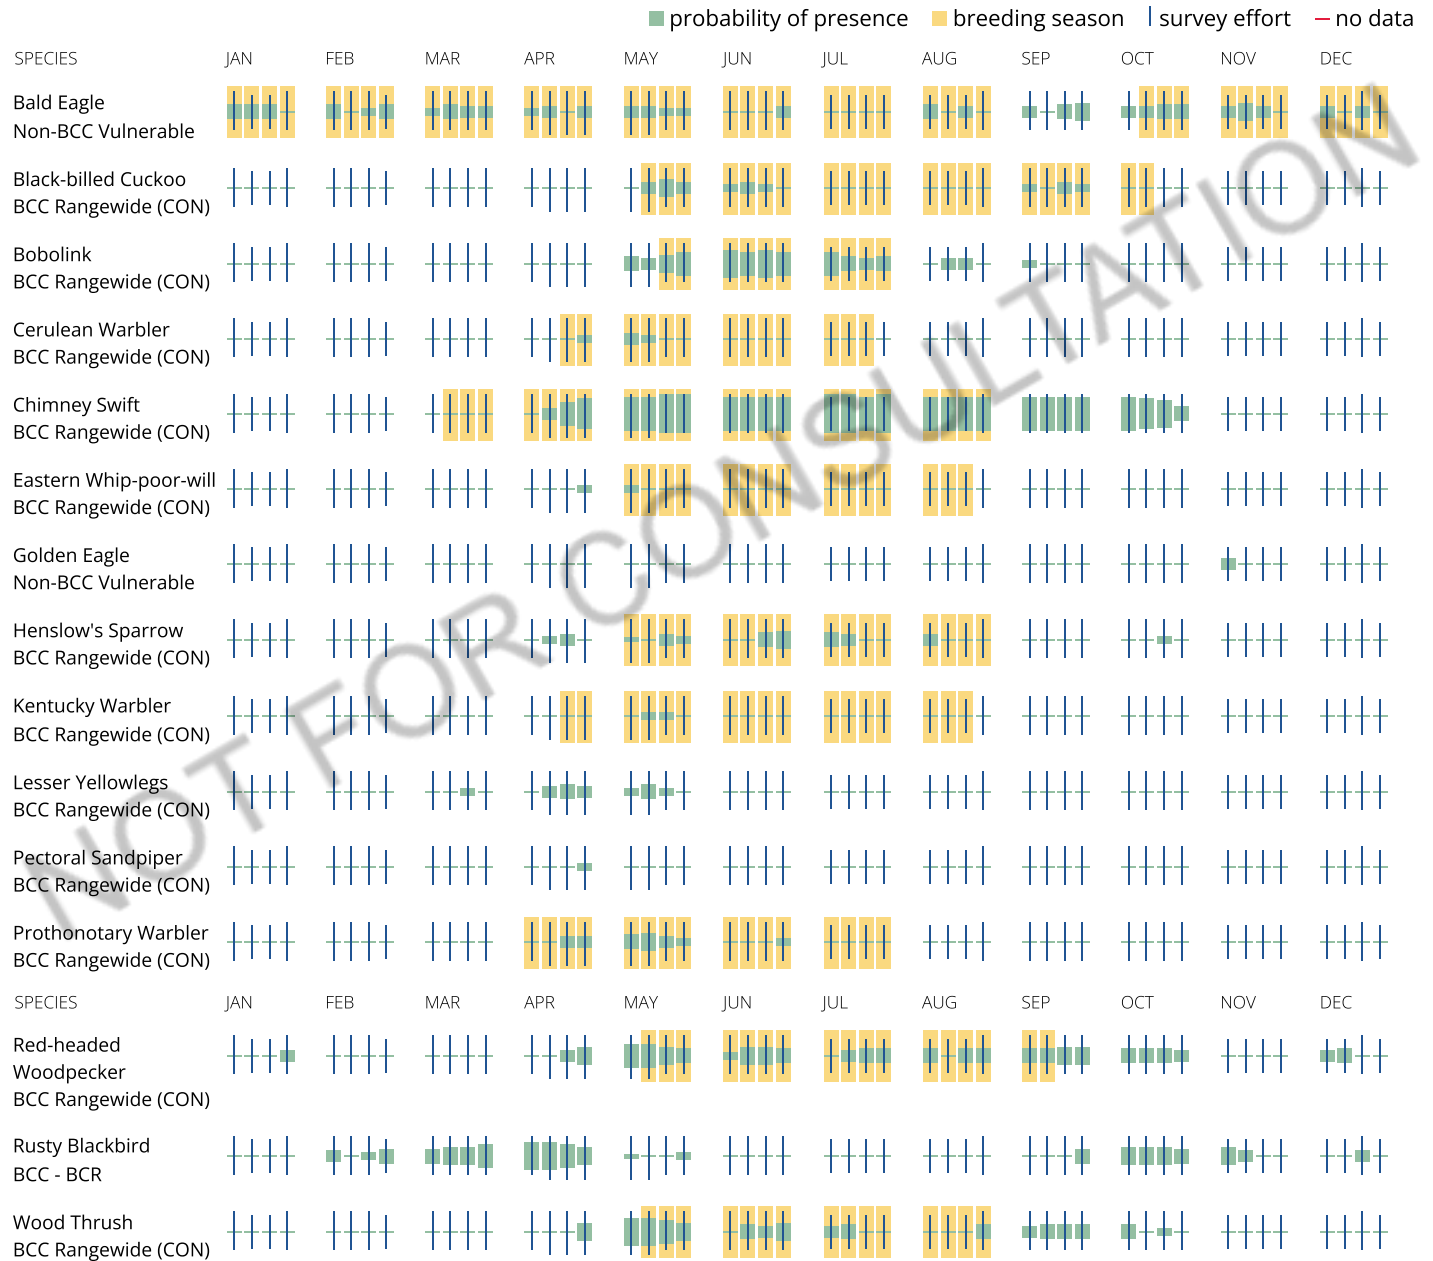 probability of presence breeding season survey effort no data
SPECIES JAN FEB MAR APR MAY JUN JUL AUG SEP OCT NOV DEC
Bald Eagle
Non-BCC Vulnerable
Black-billed Cuckoo
BCC Rangewide (CON)
Bobolink
BCC Rangewide (CON)
Cerulean Warbler
BCC Rangewide (CON)
Chimney Swift
BCC Rangewide (CON)
Eastern Whip-poor-will
BCC Rangewide (CON)
Golden Eagle
Non-BCC Vulnerable
Henslow's Sparrow
BCC Rangewide (CON)
Kentucky Warbler
BCC Rangewide (CON)
Lesser Yellowlegs
BCC Rangewide (CON)
Pectoral Sandpiper
BCC Rangewide (CON)
Prothonotary Warbler
BCC Rangewide (CON)
SPECIES JAN FEB MAR APR MAY JUN JUL AUG SEP OCT NOV DEC
Red-headed
Woodpecker
BCC Rangewide (CON)
Rusty Blackbird
BCC - BCR
Wood Thrush
BCC Rangewide (CON)
NOT FOR CONSULTATION